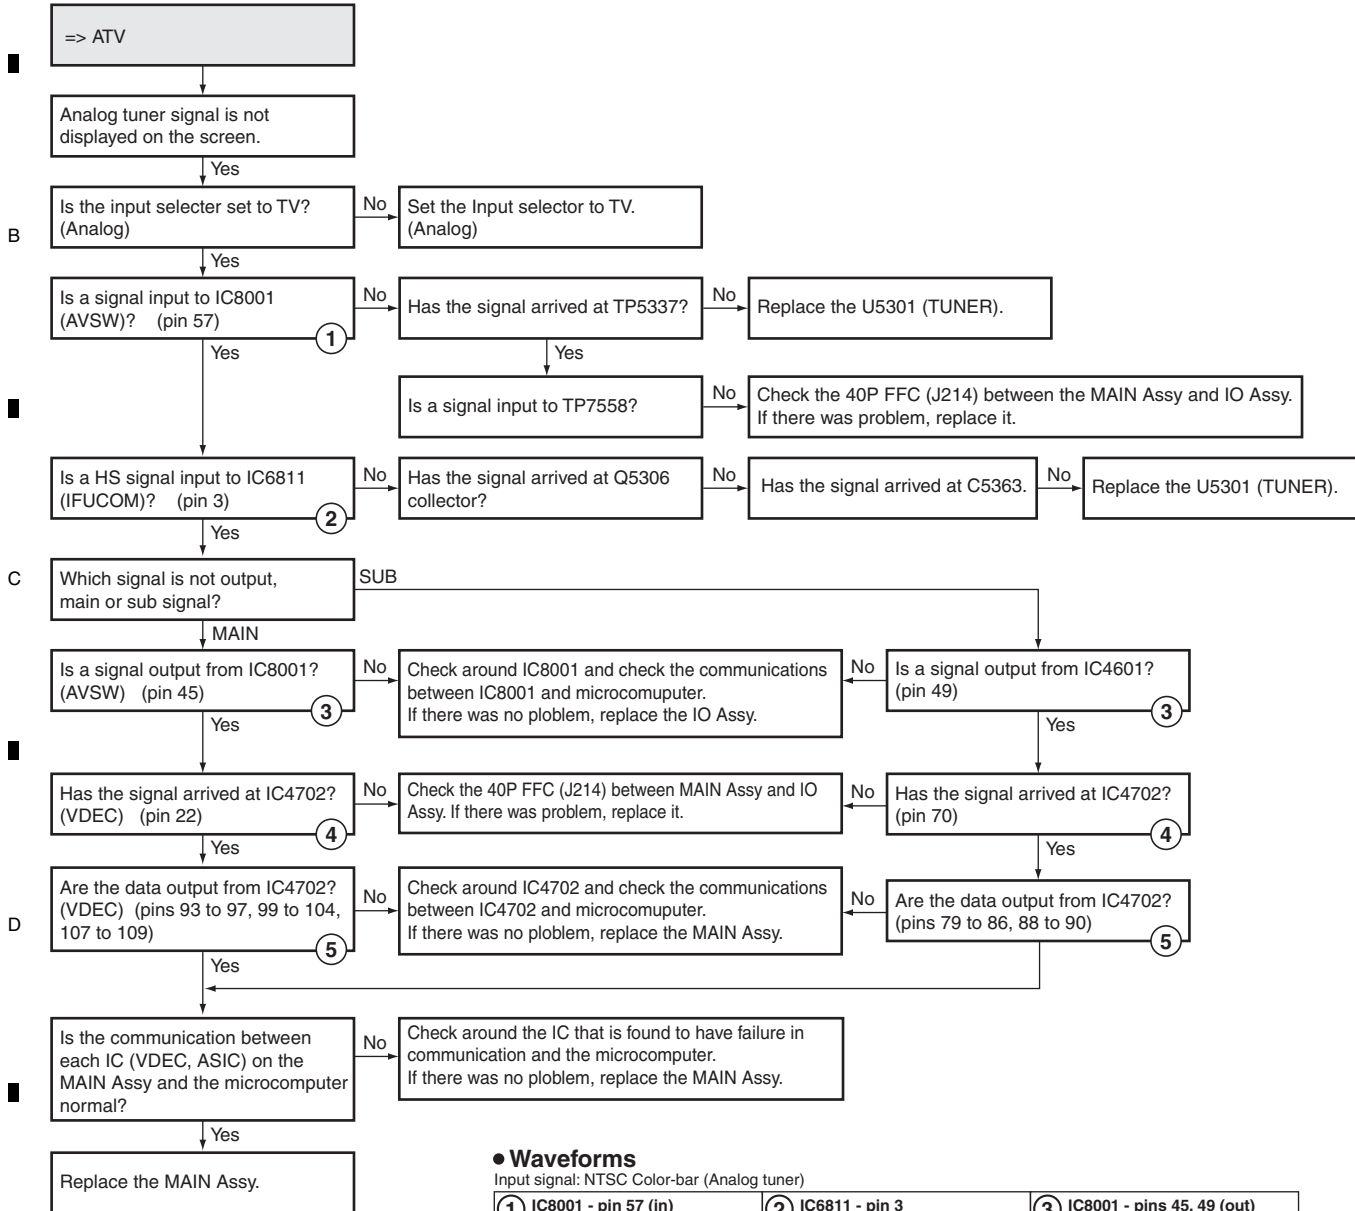 => ATV
Analog tuner signal is not
displayed on the screen.
Yes
B
Is the input selecter set to TV?
(Analog)
No
Set the Input selector to TV.
(Analog)
Yes
Is a signal input to IC8001
(AVSW)? (pin 57)
1
No
Has the signal arrived at TP5337?
No
Replace the U5301 (TUNER).
Yes
Yes
Is a signal input to TP7558?
No
Check the 40P FFC (J214) between the MAIN Assy and IO Assy.
If there was problem, replace it.
Is a HS signal input to IC6811
(IFUCOM)? (pin 3)
2
No
Has the signal arrived at Q5306
collector?
No
Has the signal arrived at C5363.
No
Replace the U5301 (TUNER).
Yes
C
Which signal is not output,
main or sub signal?
SUB
MAIN
Is a signal output from IC8001?
(AVSW) (pin 45)
3
No
Check around IC8001 and check the communications
between IC8001 and microcomuputer.
If there was no ploblem, replace the IO Assy.
No
Is a signal output from IC4601?
(pin 49)
3
Yes
Yes
Has the signal arrived at IC4702?
(VDEC) (pin 22)
4
No
Check the 40P FFC (J214) between MAIN Assy and IO
Assy. If there was problem, replace it.
No
Has the signal arrived at IC4702?
(pin 70)
4
Yes
Yes
D
Are the data output from IC4702?
(VDEC) (pins 93 to 97, 99 to 104,
107 to 109)
5
No
Check around IC4702 and check the communications
between IC4702 and microcomuputer.
If there was no ploblem, replace the MAIN Assy.
No
Are the data output from IC4702?
(pins 79 to 86, 88 to 90)
5
Yes
Is the communication between
each IC (VDEC, ASIC) on the
MAIN Assy and the microcomputer
normal?
No
Check around the IC that is found to have failure in
communication and the microcomputer.
If there was no ploblem, replace the MAIN Assy.
Yes
Replace the MAIN Assy.
● Waveforms
Input signal: NTSC Color-bar (Analog tuner)
1 IC8001 - pin 57 (in)
2 IC6811 - pin 3
3 IC8001 - pins 45, 49 (out)